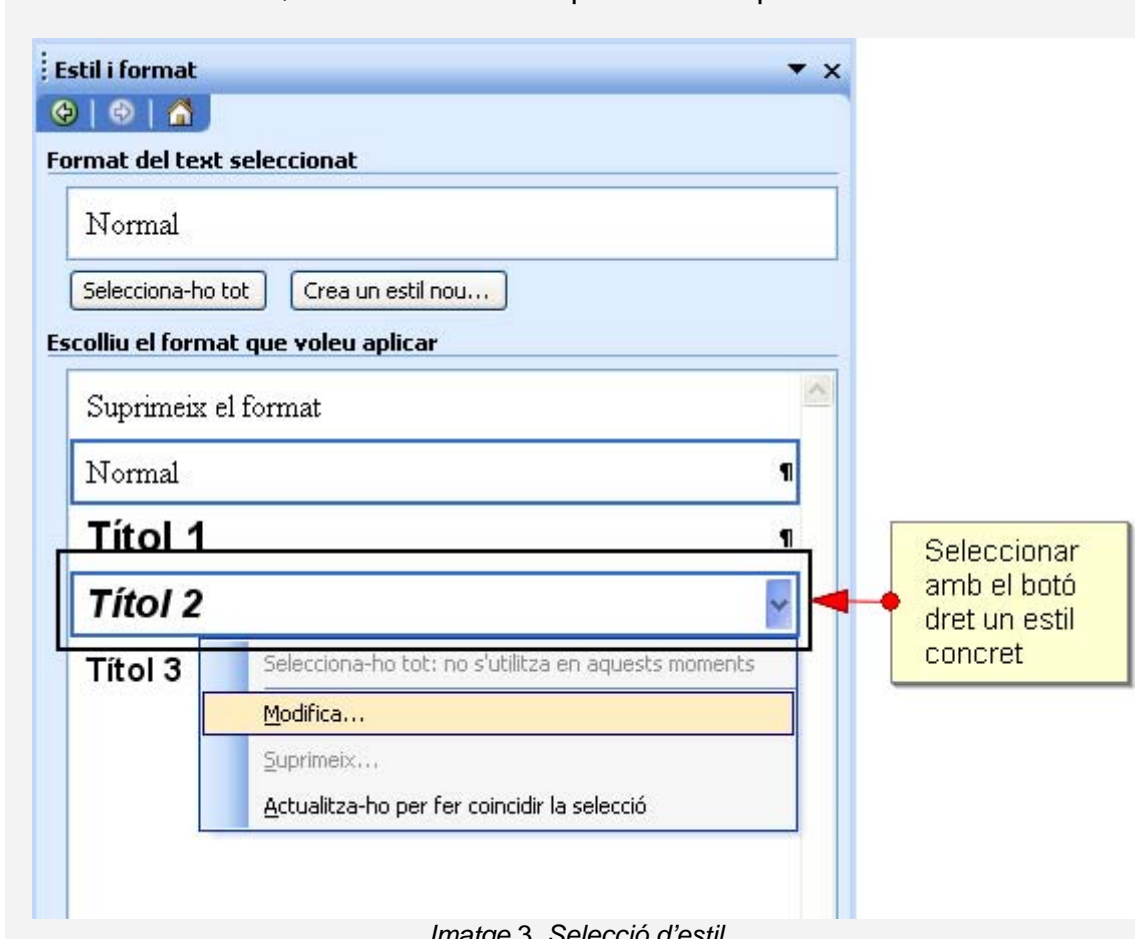 Estil i format
Format del text seleccionat
Normal
Selecciona-ho tot
Crea un estil nou...
Escolliu el format que voleu aplicar
Suprimeix el format
Normal ¶
Títol 1 ¶
Títol 2
Títol 3
Selecciona-ho tot: no s'utilitza en aquests moments
Modifica...
Suprimeix...
Actualitza-ho per fer coincidir la selecció
Seleccionar
amb el botó
dret un estil
concret
Imatge 3. Selecció d'estil